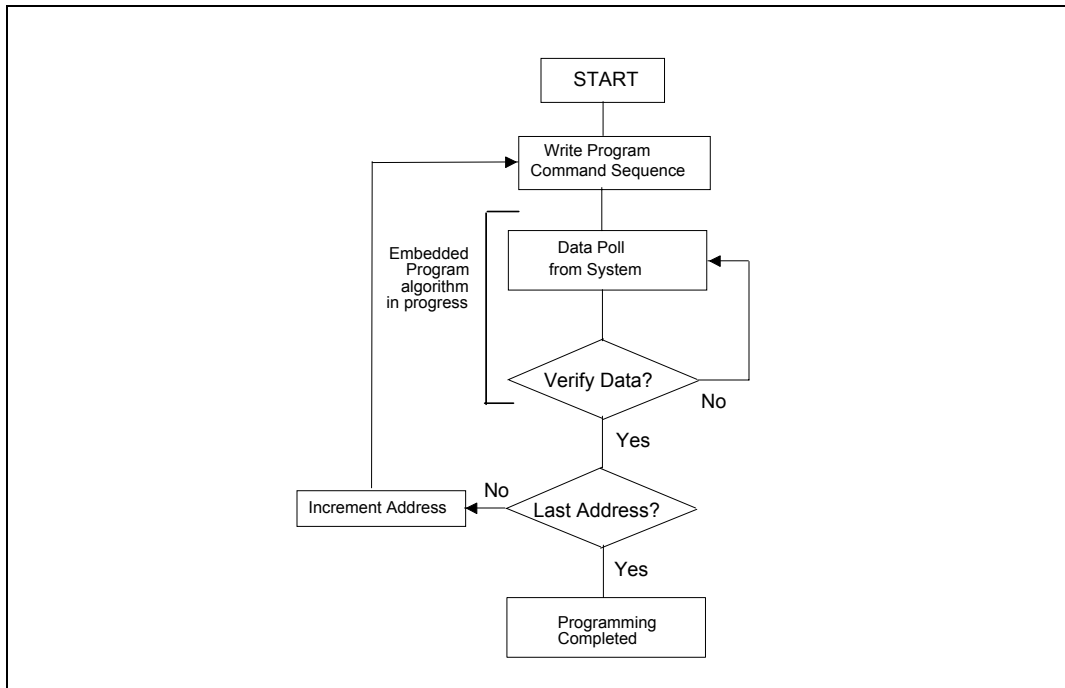 START
Write Program
Command Sequence
Embedded
Program
algorithm
in progress
Data Poll
from System
Verify Data?
No
Yes
Increment Address
No
Last Address?
Yes
Programming
Completed